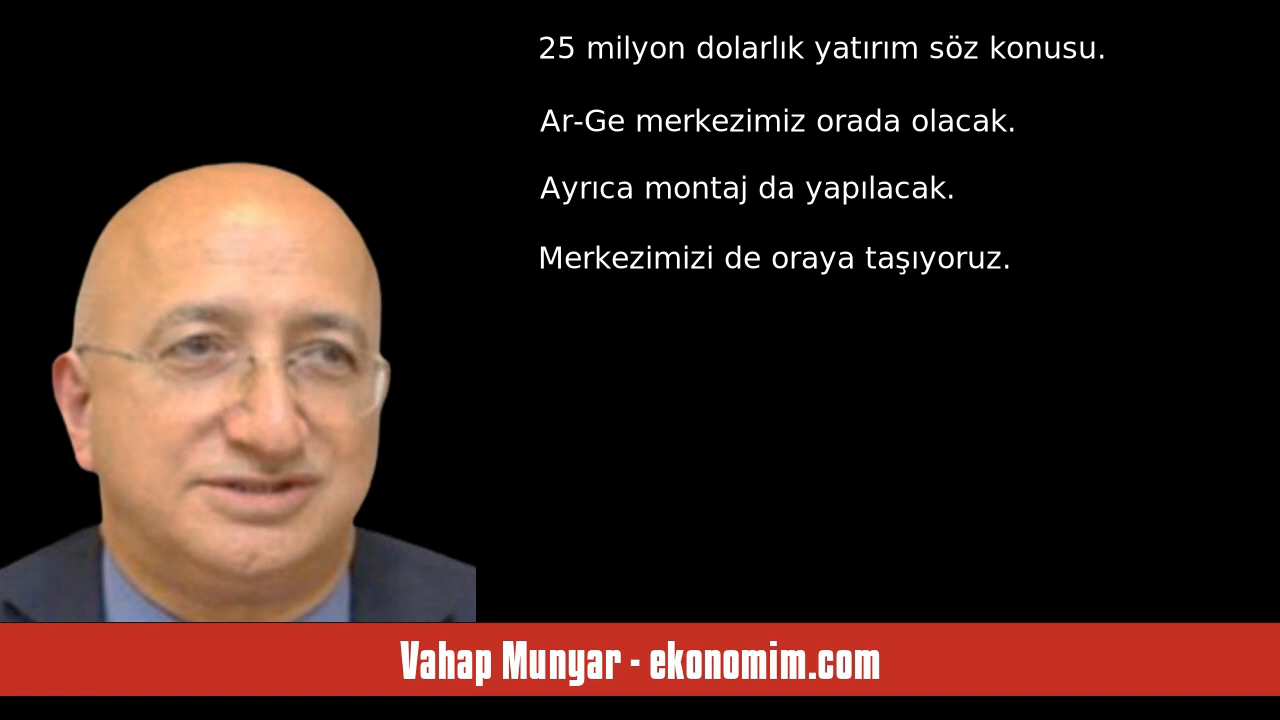 25 milyon dolarlık yatırım söz konusu.
Ar-Ge merkezimiz orada olacak.
Ayrıca montaj da yapılacak.
Merkezimizi de oraya taşıyoruz.
Vahap Munyar - ekonomim.com